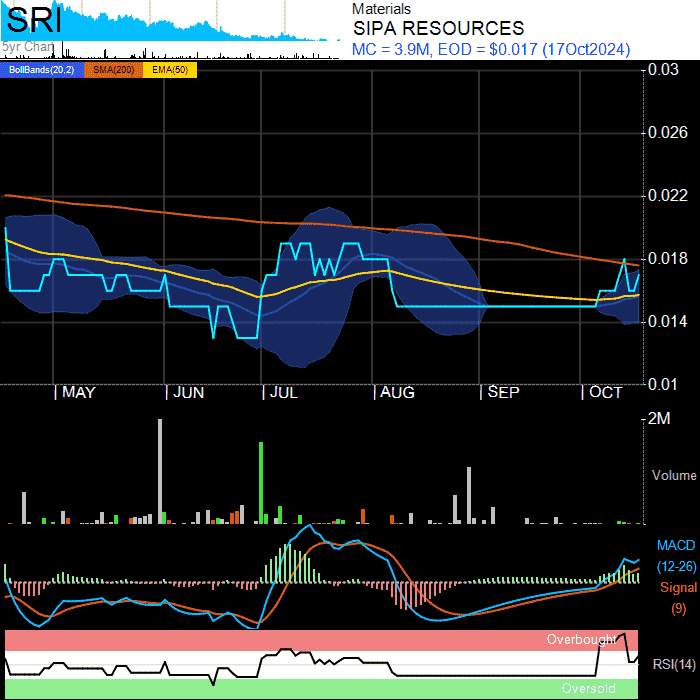 SRI
5yr Chart
Materials
SIPA RESOURCES
MC = 3.9M, EOD = $0.017 (17Oct2024)
BollBands(20,2) SMA(200) EMA(50)
0.03
0.026
0.022
0.018
0.014
0.01
MAY JUN JUL AUG SEP OCT
2M
Volume
MACD
(12-26)
Signal
(9)
Overbought
RSI(14)
Oversold